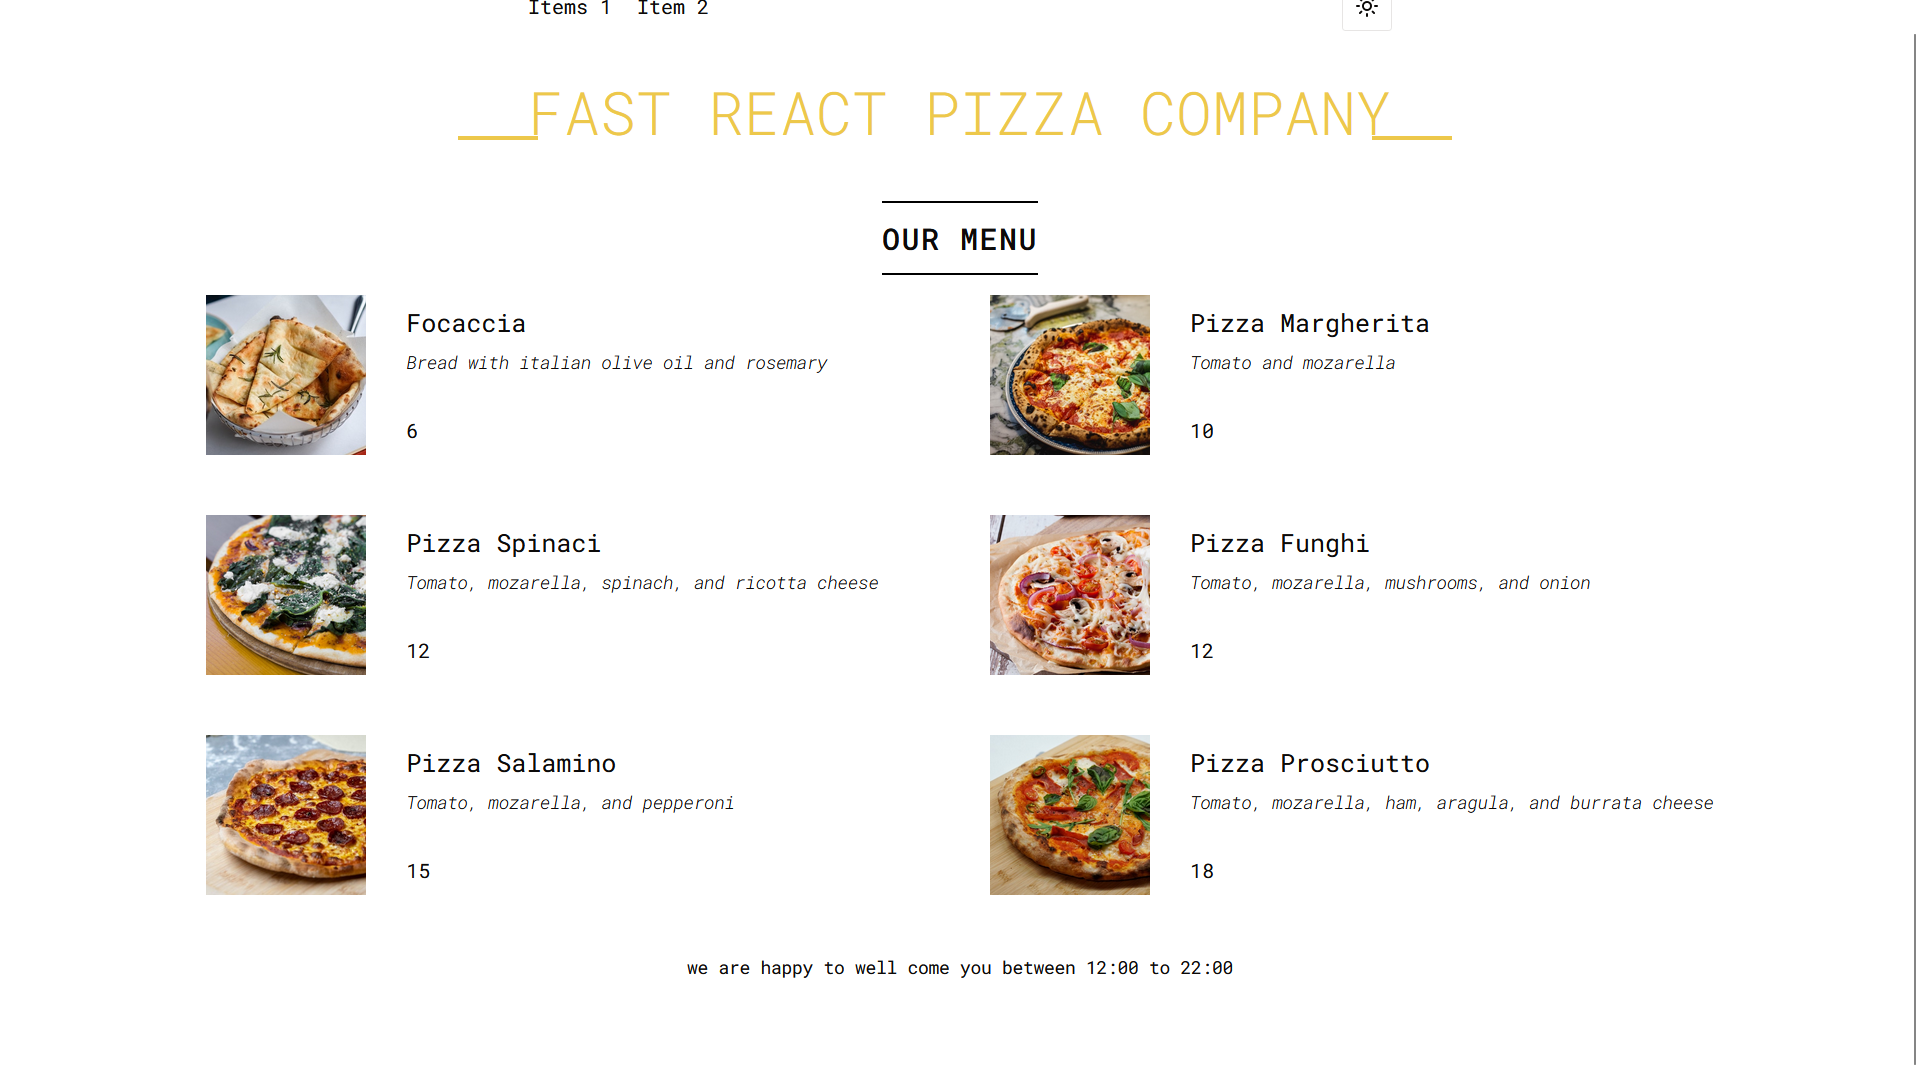 Items 1 Item 2
FAST REACT PIZZA COMPANY
OUR MENU
Focaccia
Bread with italian olive oil and rosemary
6
Pizza Margherita
Tomato and mozarella
10
Pizza Spinaci
Tomato, mozarella, spinach, and ricotta cheese
12
Pizza Funghi
Tomato, mozarella, mushrooms, and onion
12
Pizza Salamino
Tomato, mozarella, and pepperoni
15
Pizza Prosciutto
Tomato, mozarella, ham, aragula, and burrata cheese
18
we are happy to well come you between 12:00 to 22:00